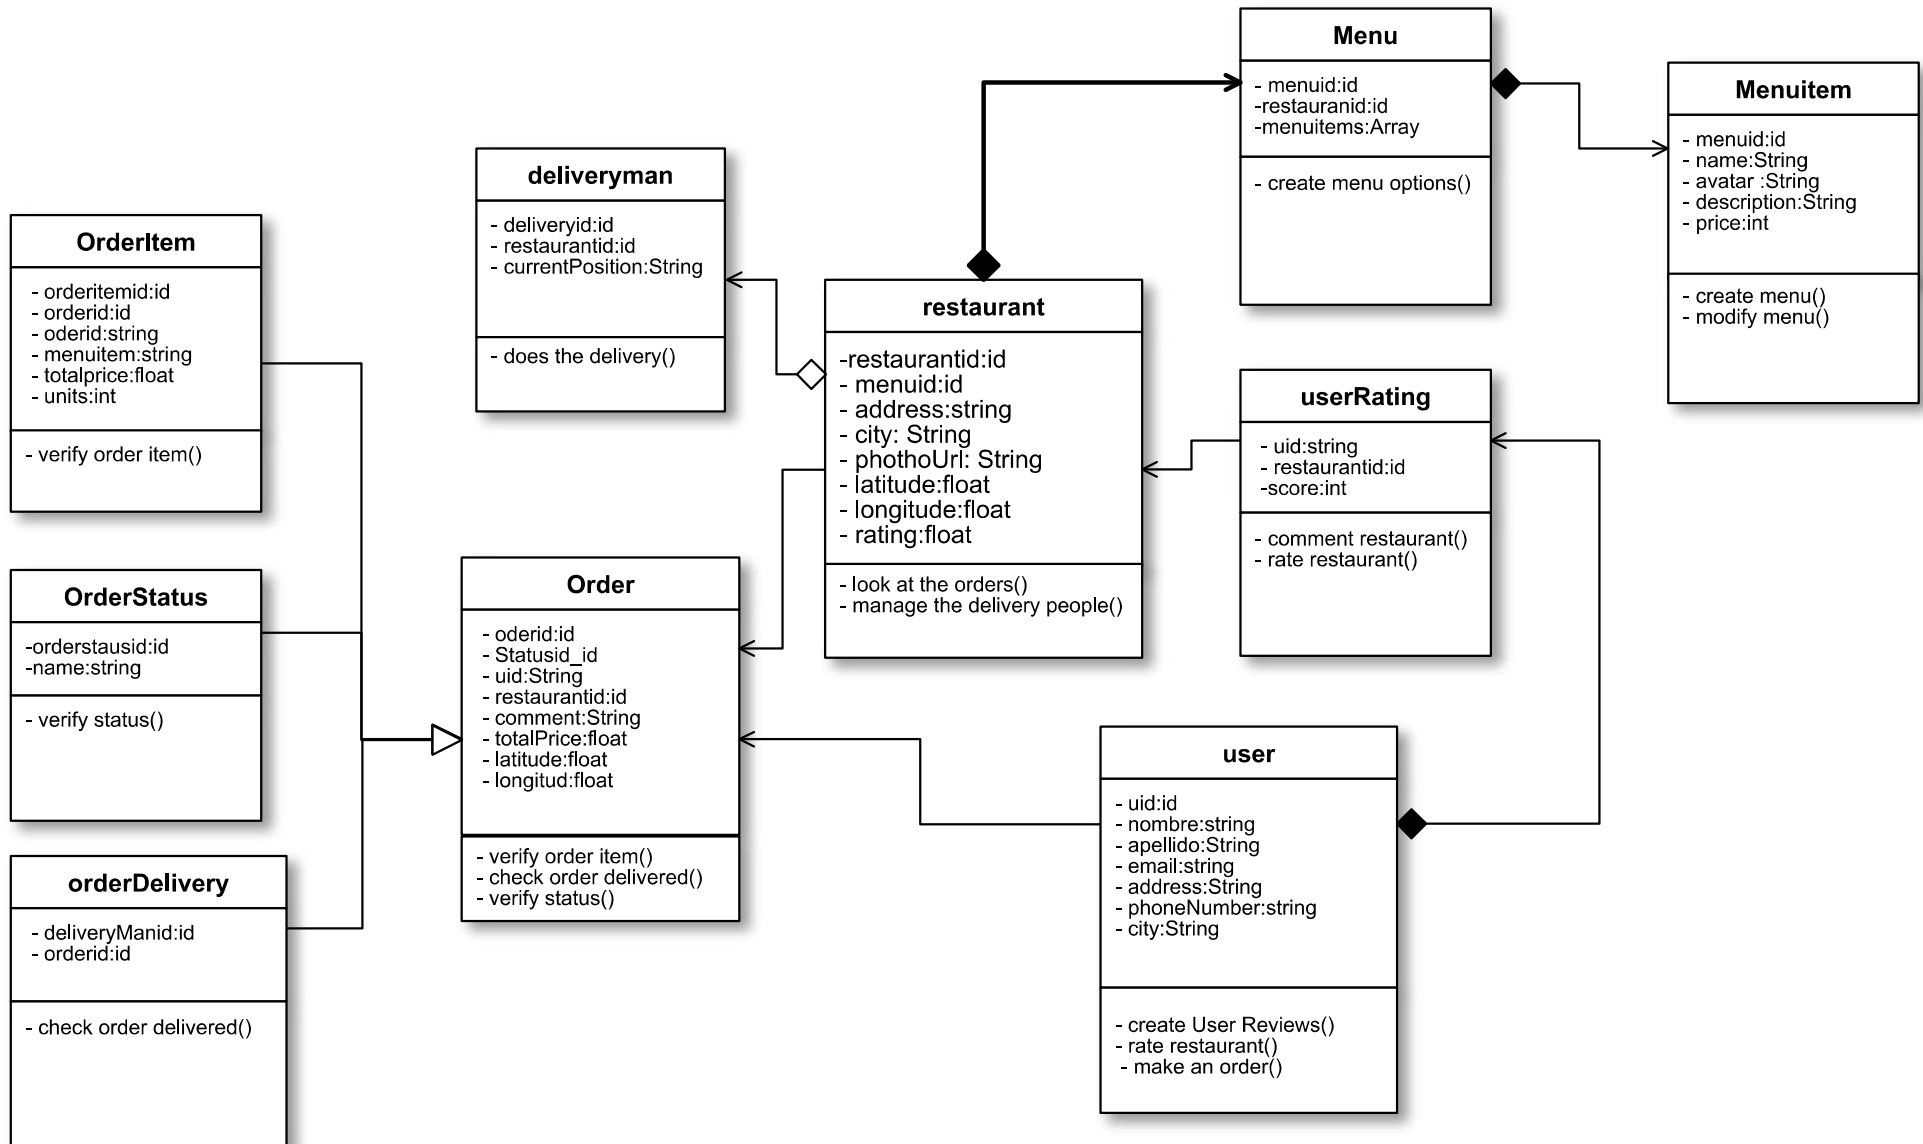 Menu
- menuid:id
-restauranid:id
-menuitems:Array
- create menu options()
Menuitem
- menuid:id
- name:String
- avatar :String
- description:String
- price:int
- create menu()
- modify menu()
deliveryman
- deliveryid:id
- restaurantid:id
- currentPosition:String
- does the delivery()
OrderItem
- orderitemid:id
- orderid:id
- oderid:string
- menuitem:string
- totalprice:float
- units:int
- verify order item()
restaurant
-restaurantid:id
- menuid:id
- address:string
- city: String
- phothoUrl: String
- latitude:float
- longitude:float
- rating:float
- look at the orders()
- manage the delivery people()
userRating
- uid:string
- restaurantid:id
-score:int
- comment restaurant()
- rate restaurant()
OrderStatus
-orderstausid:id
-name:string
- verify status()
Order
- oderid:id
- Statusid_id
- uid:String
- restaurantid:id
- comment:String
- totalPrice:float
- latitude:float
- longitud:float
- verify order item()
- check order delivered()
- verify status()
user
- uid:id
- nombre:string
- apellido:String
- email:string
- address:String
- phoneNumber:string
- city:String
- create User Reviews()
- rate restaurant()
- make an order()
orderDelivery
- deliveryManid:id
- orderid:id
- check order delivered()